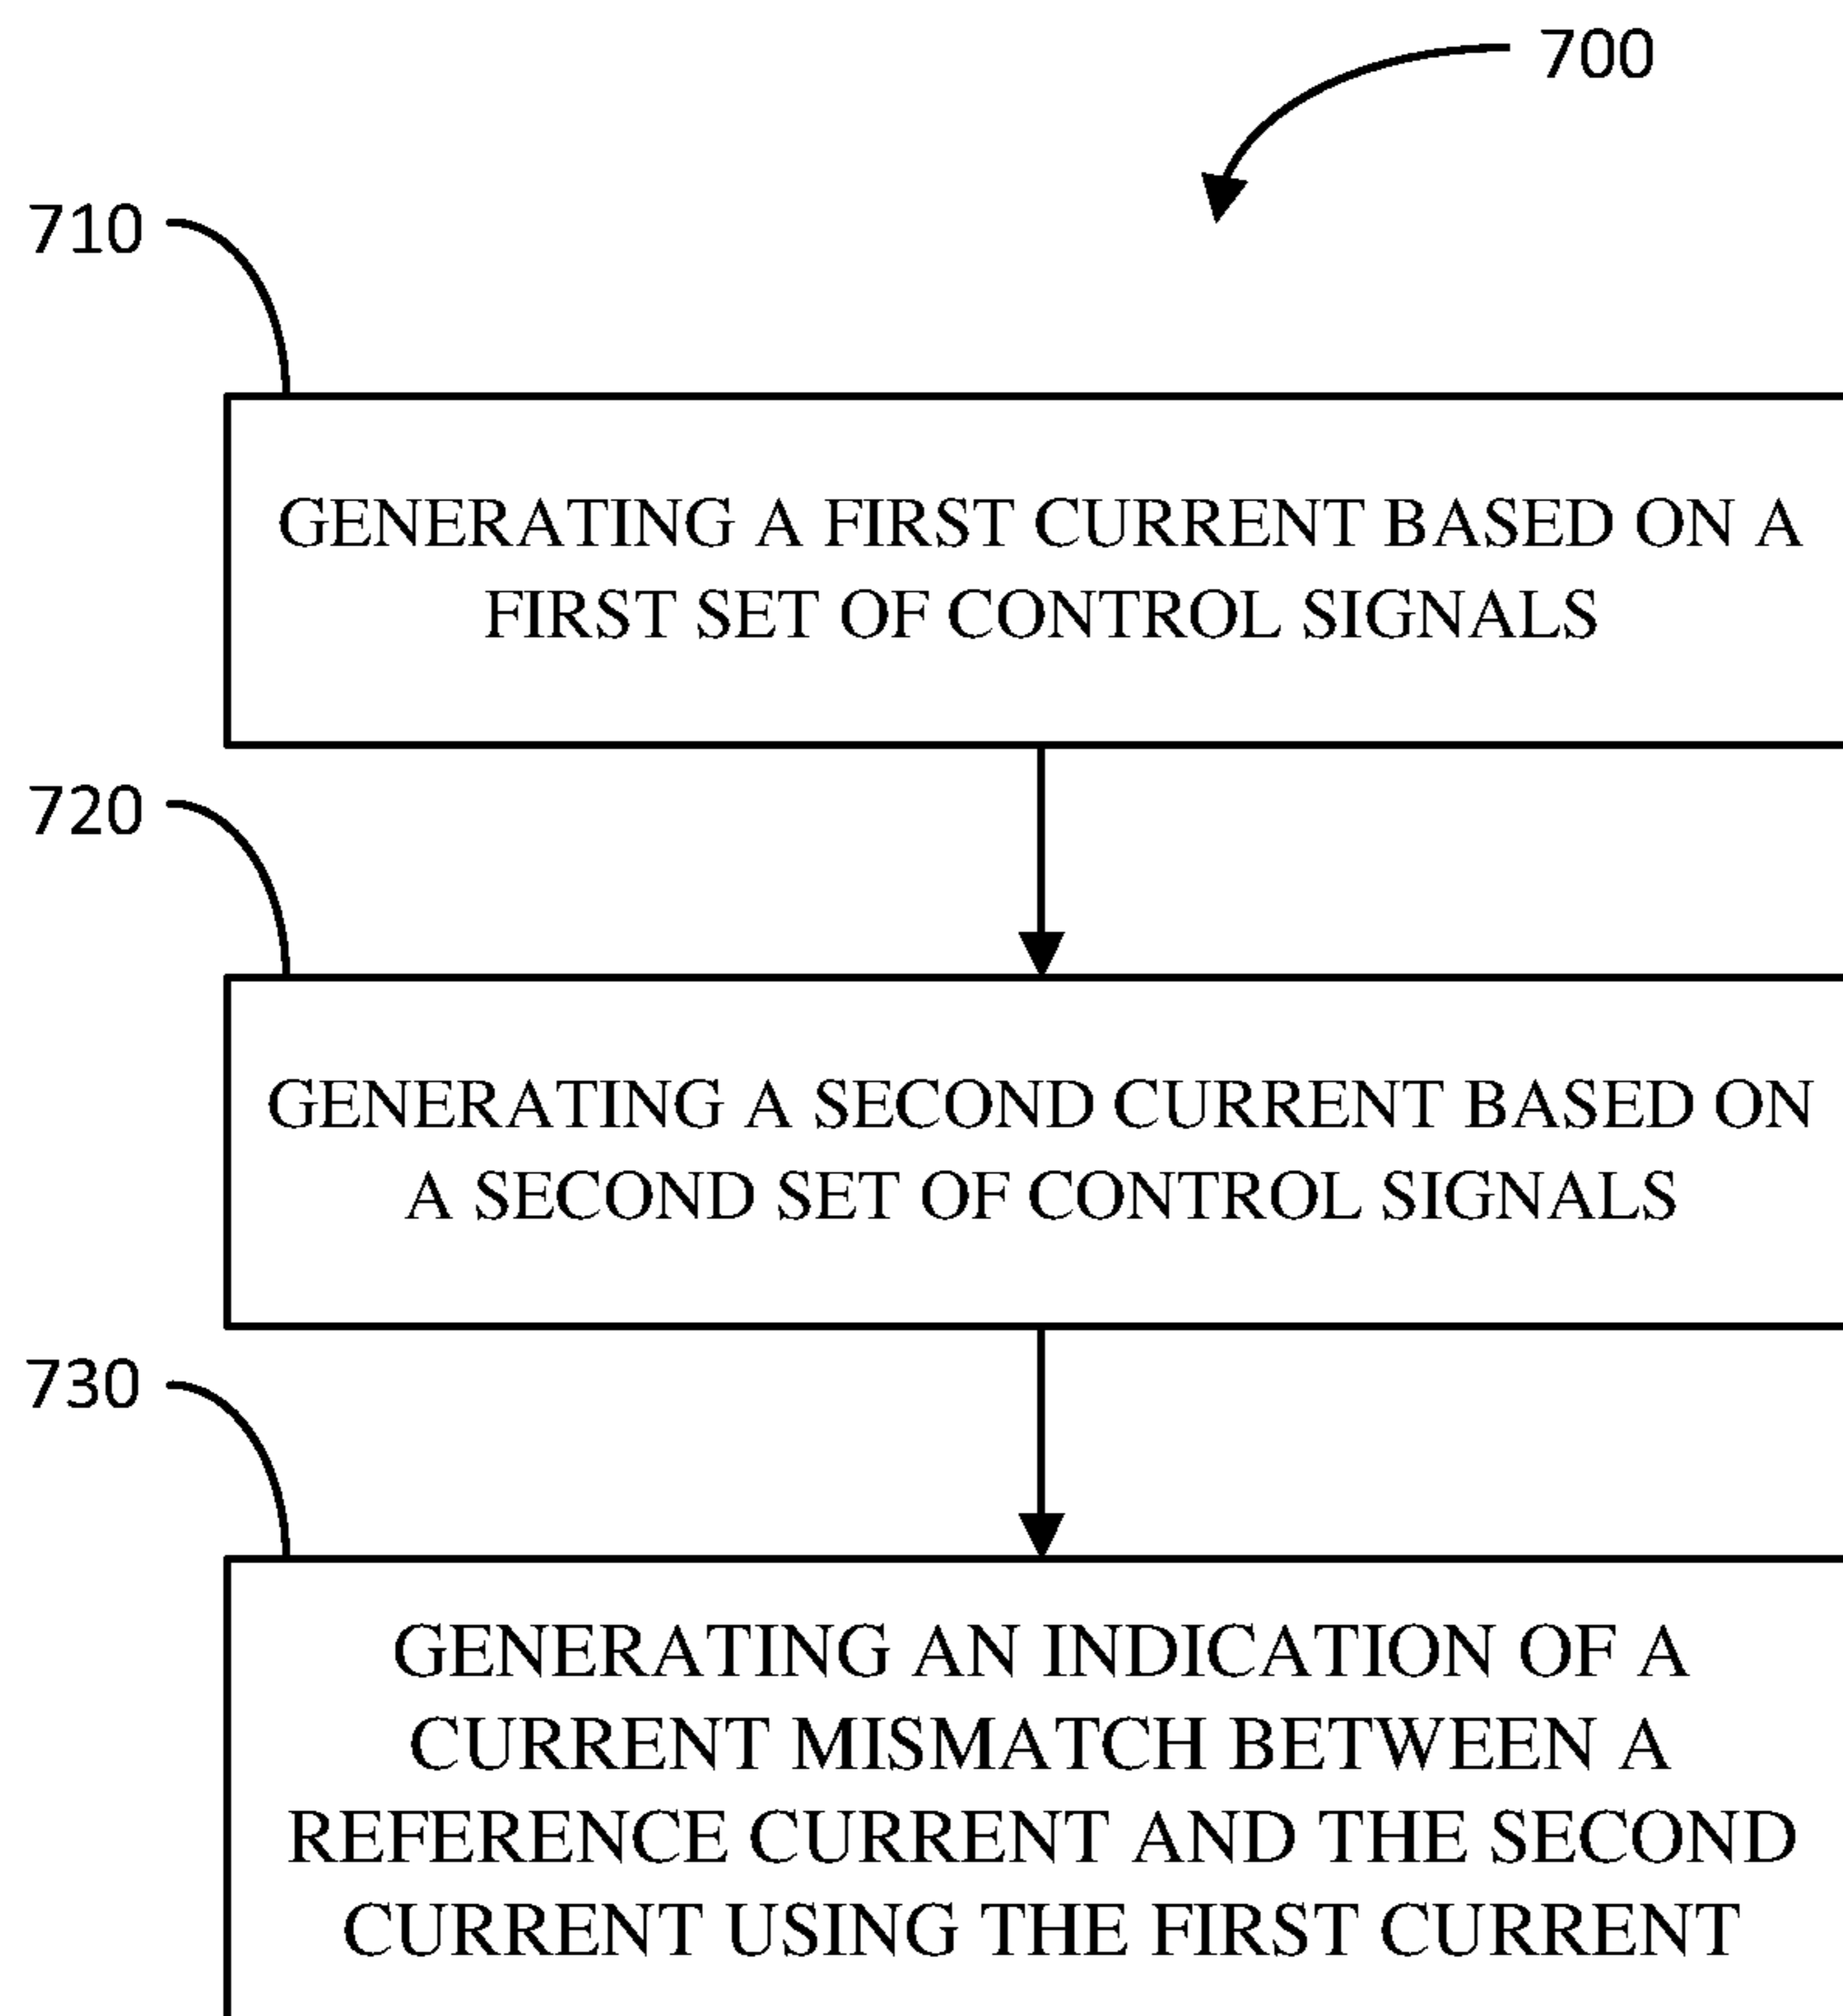 700
710
GENERATING A FIRST CURRENT BASED ON A
FIRST SET OF CONTROL SIGNALS
720
GENERATING A SECOND CURRENT BASED ON
A SECOND SET OF CONTROL SIGNALS
730
GENERATING AN INDICATION OF A
CURRENT MISMATCH BETWEEN A
REFERENCE CURRENT AND THE SECOND
CURRENT USING THE FIRST CURRENT